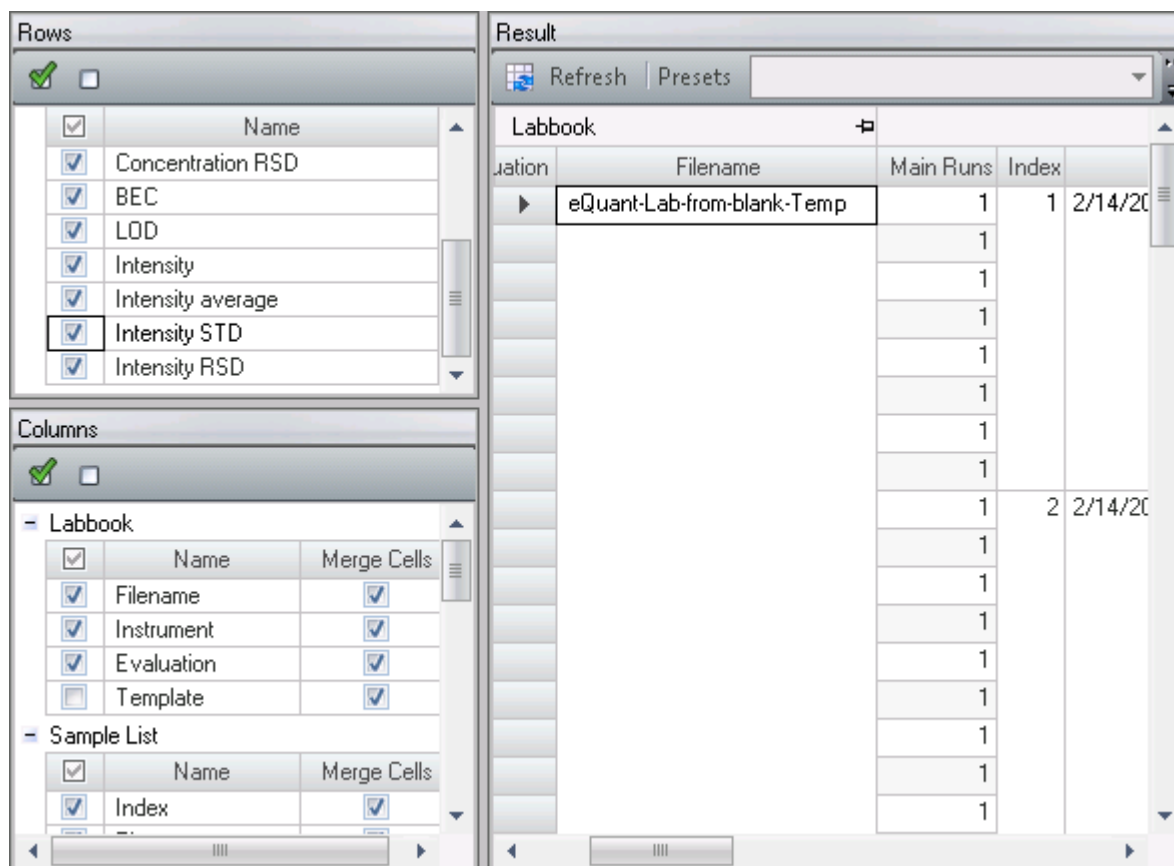 Rows
Name
Concentration RSD
BEC
LOD
Intensity
Intensity average
Intensity STD
Intensity RSD
Columns
Labbook
Name Merge Cells
Filename
Instrument
Evaluation
Template
Sample List
Name Merge Cells
Index
Result
Refresh Presets
Labbook
uation Filename Main Runs Index
eQuant-Lab-from-blank-Temp 1 1 2/14/20
1
1
1
1
1
1
1
1 2 2/14/20
1
1
1
1
1
1
1
1